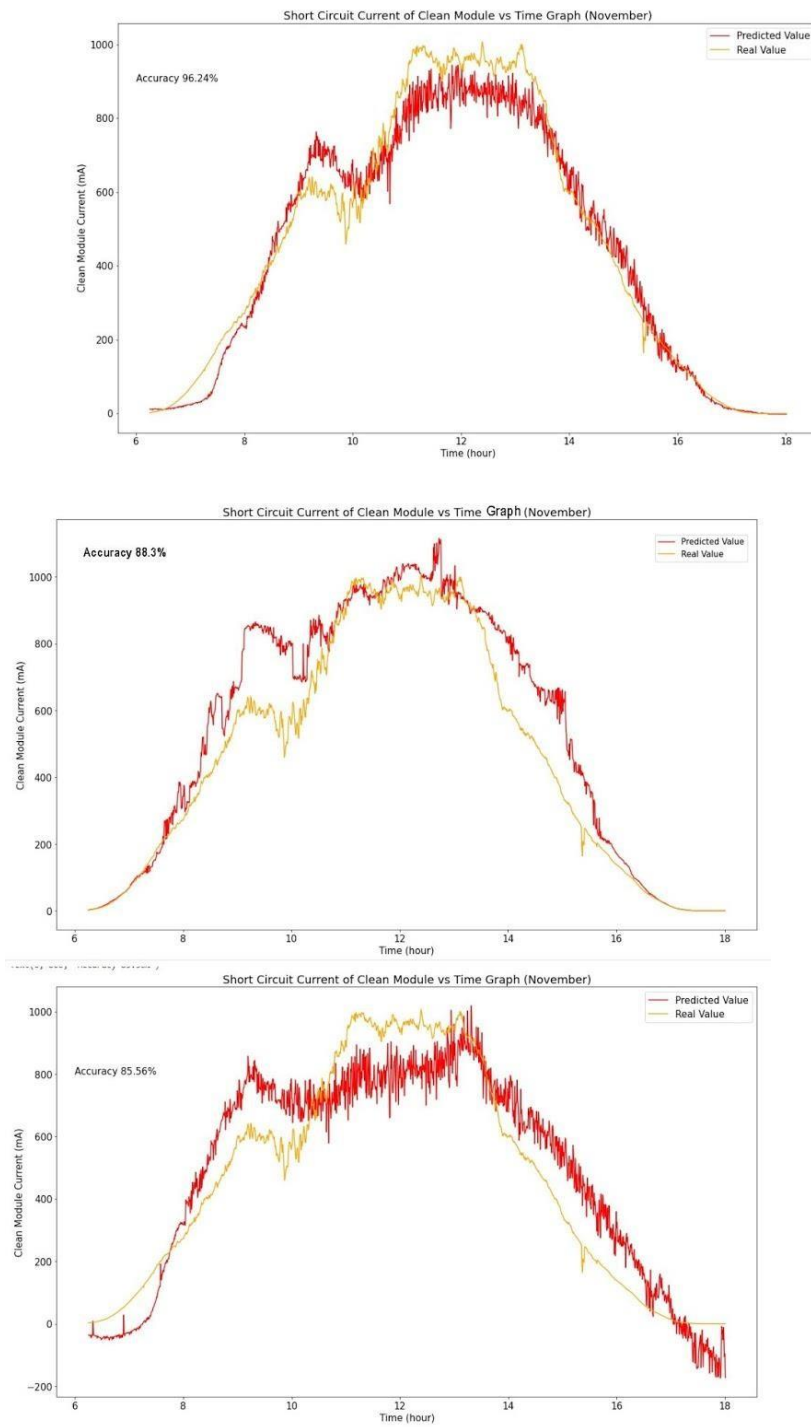 Short Circuit Current of Clean Module vs Time Graph (November)
Predicted Value
Real Value
Accuracy 96.24%
1000
800
600
400
200
0
Clean Module Current (mA)
6 8 10 12 14 16 18
Time (hour)
Short Circuit Current of Clean Module vs Time Graph (November)
Predicted Value
Real Value
Accuracy 88.3%
1000
800
600
400
200
0
Clean Module Current (mA)
6 8 10 12 14 16 18
Time (hour)
Short Circuit Current of Clean Module vs Time Graph (November)
Predicted Value
Real Value
Accuracy 85.56%
1000
800
600
400
200
0
−200
Clean Module Current (mA)
6 8 10 12 14 16 18
Time (hour)